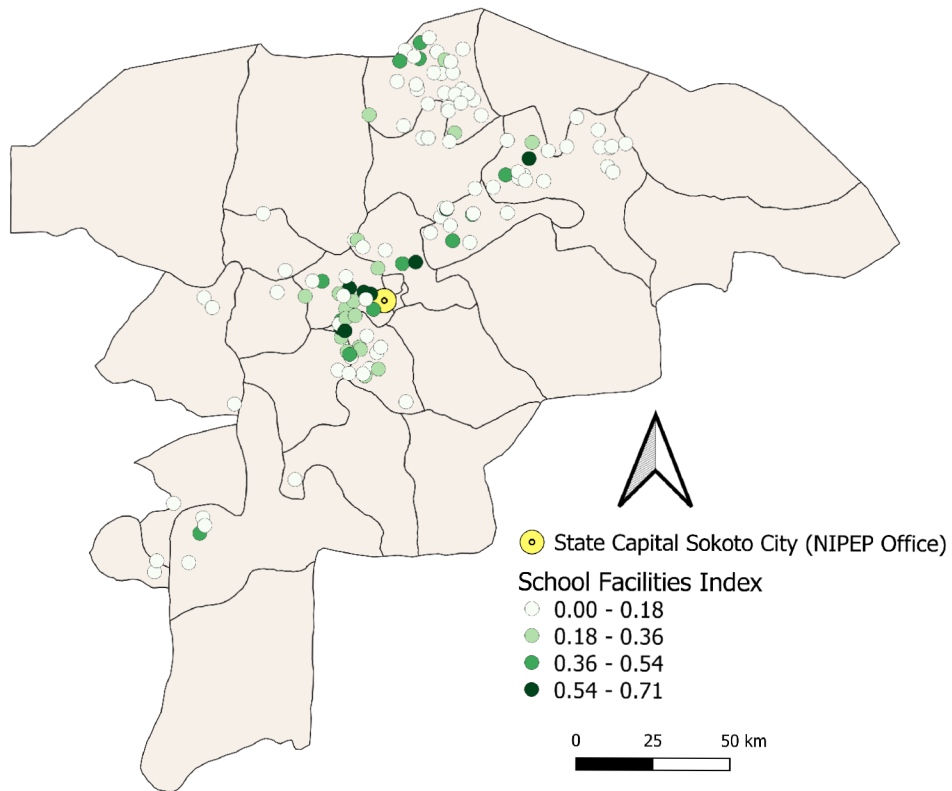 State Capital Sokoto City (NIPEP Office)
School Facilities Index
0.00 - 0.18
0.18 - 0.36
0.36 - 0.54
0.54 - 0.71
0 25 50 km